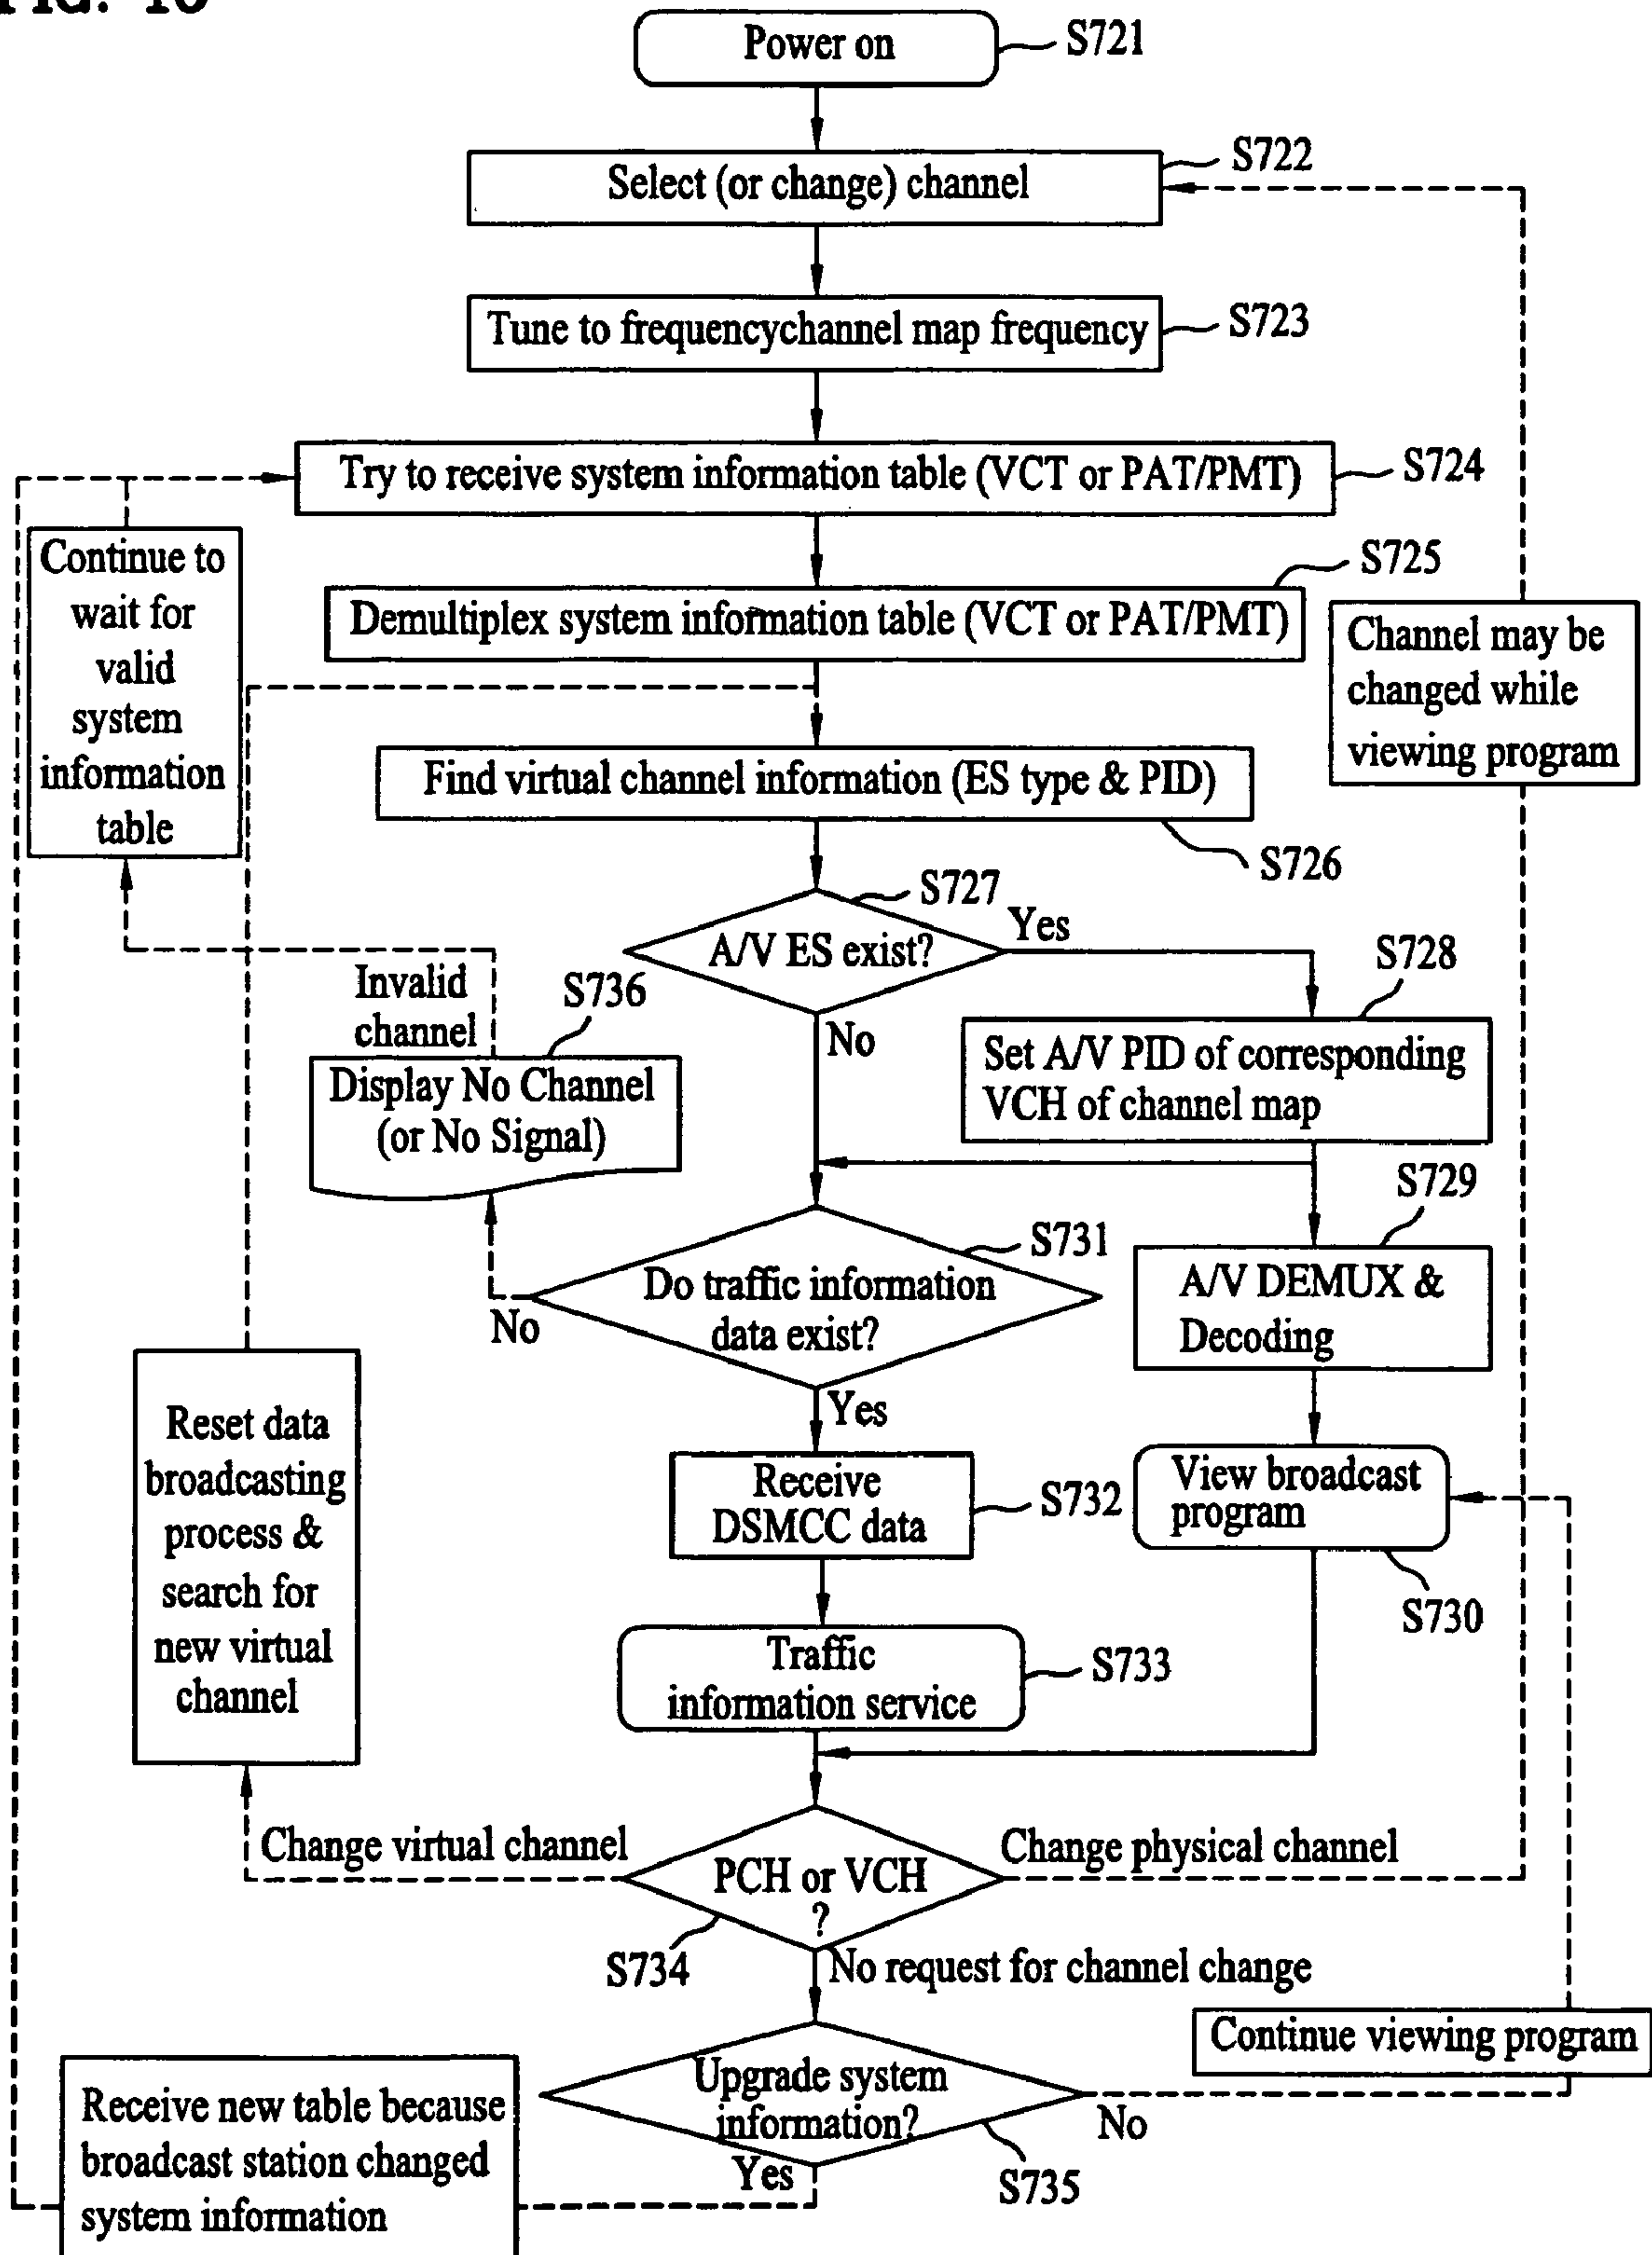 Power on
S721
Select (or change) channel
S722
Tune to frequencychannel map frequency
S723
Try to receive system information table (VCT or PAT/PMT)
S724
Continue to
wait for
valid
system
information
table
S725
Demultiplex system information table (VCT or PAT/PMT)
Channel may be
changed while
viewing program
Find virtual channel information (ES type & PID)
S726
S727
A/V ES exist?
Yes
No
S728
Set A/V PID of corresponding
VCH of channel map
Invalid
channel
S736
Display No Channel
(or No Signal)
S729
A/V DEMUX &
Decoding
S731
Do traffic information
data exist?
No
Yes
Receive
DSMCC data
S732
View broadcast
program
S730
Reset data
broadcasting
process &
search for
new virtual
channel
Traffic
information service
S733
Change virtual channel
PCH or VCH
?
Change physical channel
S734
No request for channel change
Continue viewing program
Upgrade system
information?
No
Yes
S735
Receive new table because
broadcast station changed
system information